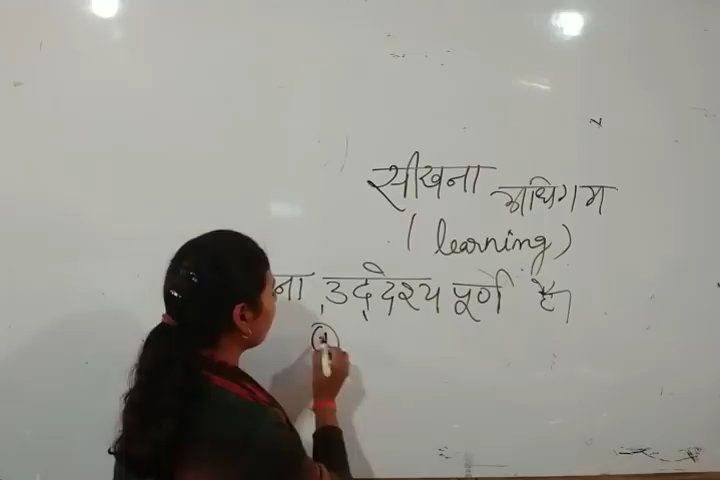 सीखना अधिगम
(learning)
ना उद्देश्य पूर्ण है।